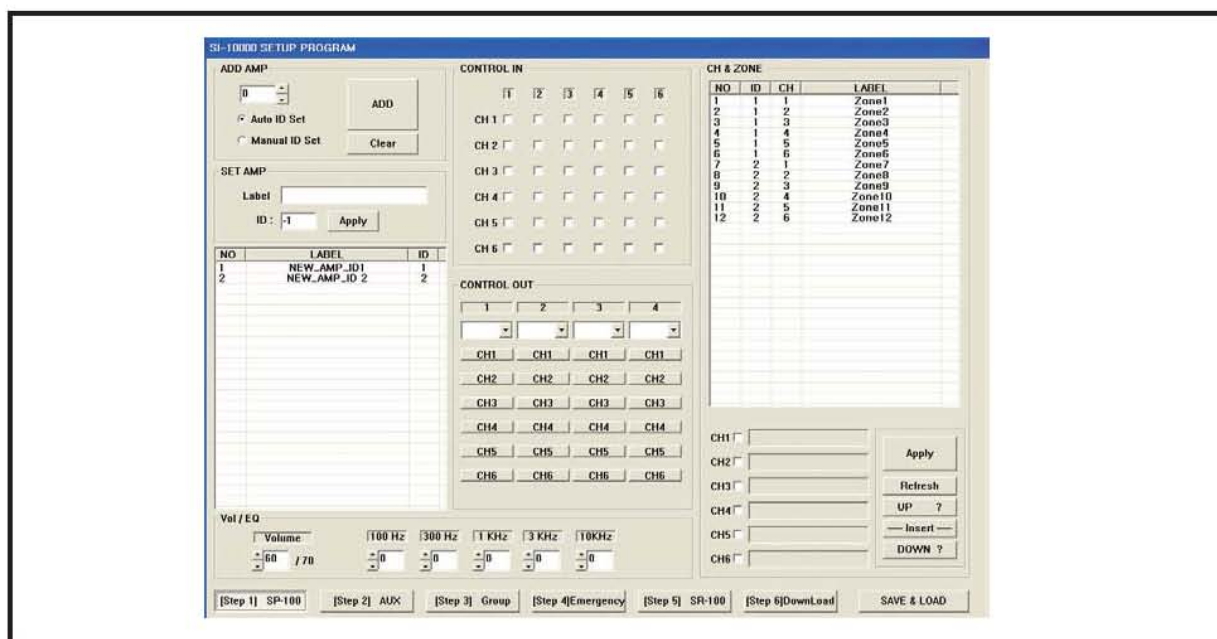 SI-10000 SETUP PROGRAM
ADD AMP
0
ADD
Auto ID Set
Manual ID Set
Clear
SET AMP
Label
ID : -1
Apply
NO LABEL ID
1 NEW_AMP_ID1 1
2 NEW_AMP_ID 2 2
CONTROL IN
1 2 3 4 5 6
CH 1
CH 2
CH 3
CH 4
CH 5
CH 6
CONTROL OUT
1 2 3 4
CH1 CH1 CH1 CH1
CH2 CH2 CH2 CH2
CH3 CH3 CH3 CH3
CH4 CH4 CH4 CH4
CH5 CH5 CH5 CH5
CH6 CH6 CH6 CH6
CH & ZONE
NO ID CH LABEL
1 1 1 Zone1
2 1 2 Zone2
3 1 3 Zone3
4 1 4 Zone4
5 1 5 Zone5
6 1 6 Zone6
7 2 1 Zone7
8 2 2 Zone8
9 2 3 Zone9
10 2 4 Zone10
11 2 5 Zone11
12 2 6 Zone12
CH1
CH2
CH3
CH4
CH5
CH6
Apply
Refresh
UP ?
— Insert —
DOWN ?
Vol / EQ
Volume 100 Hz 300 Hz 1 KHz 3 KHz 10KHz
60 / 70 0 0 0 0 0
[Step 1] SP-100 [Step 2] AUX [Step 3] Group [Step 4]Emergency [Step 5] SR-100 [Step 6]DownLoad SAVE & LOAD